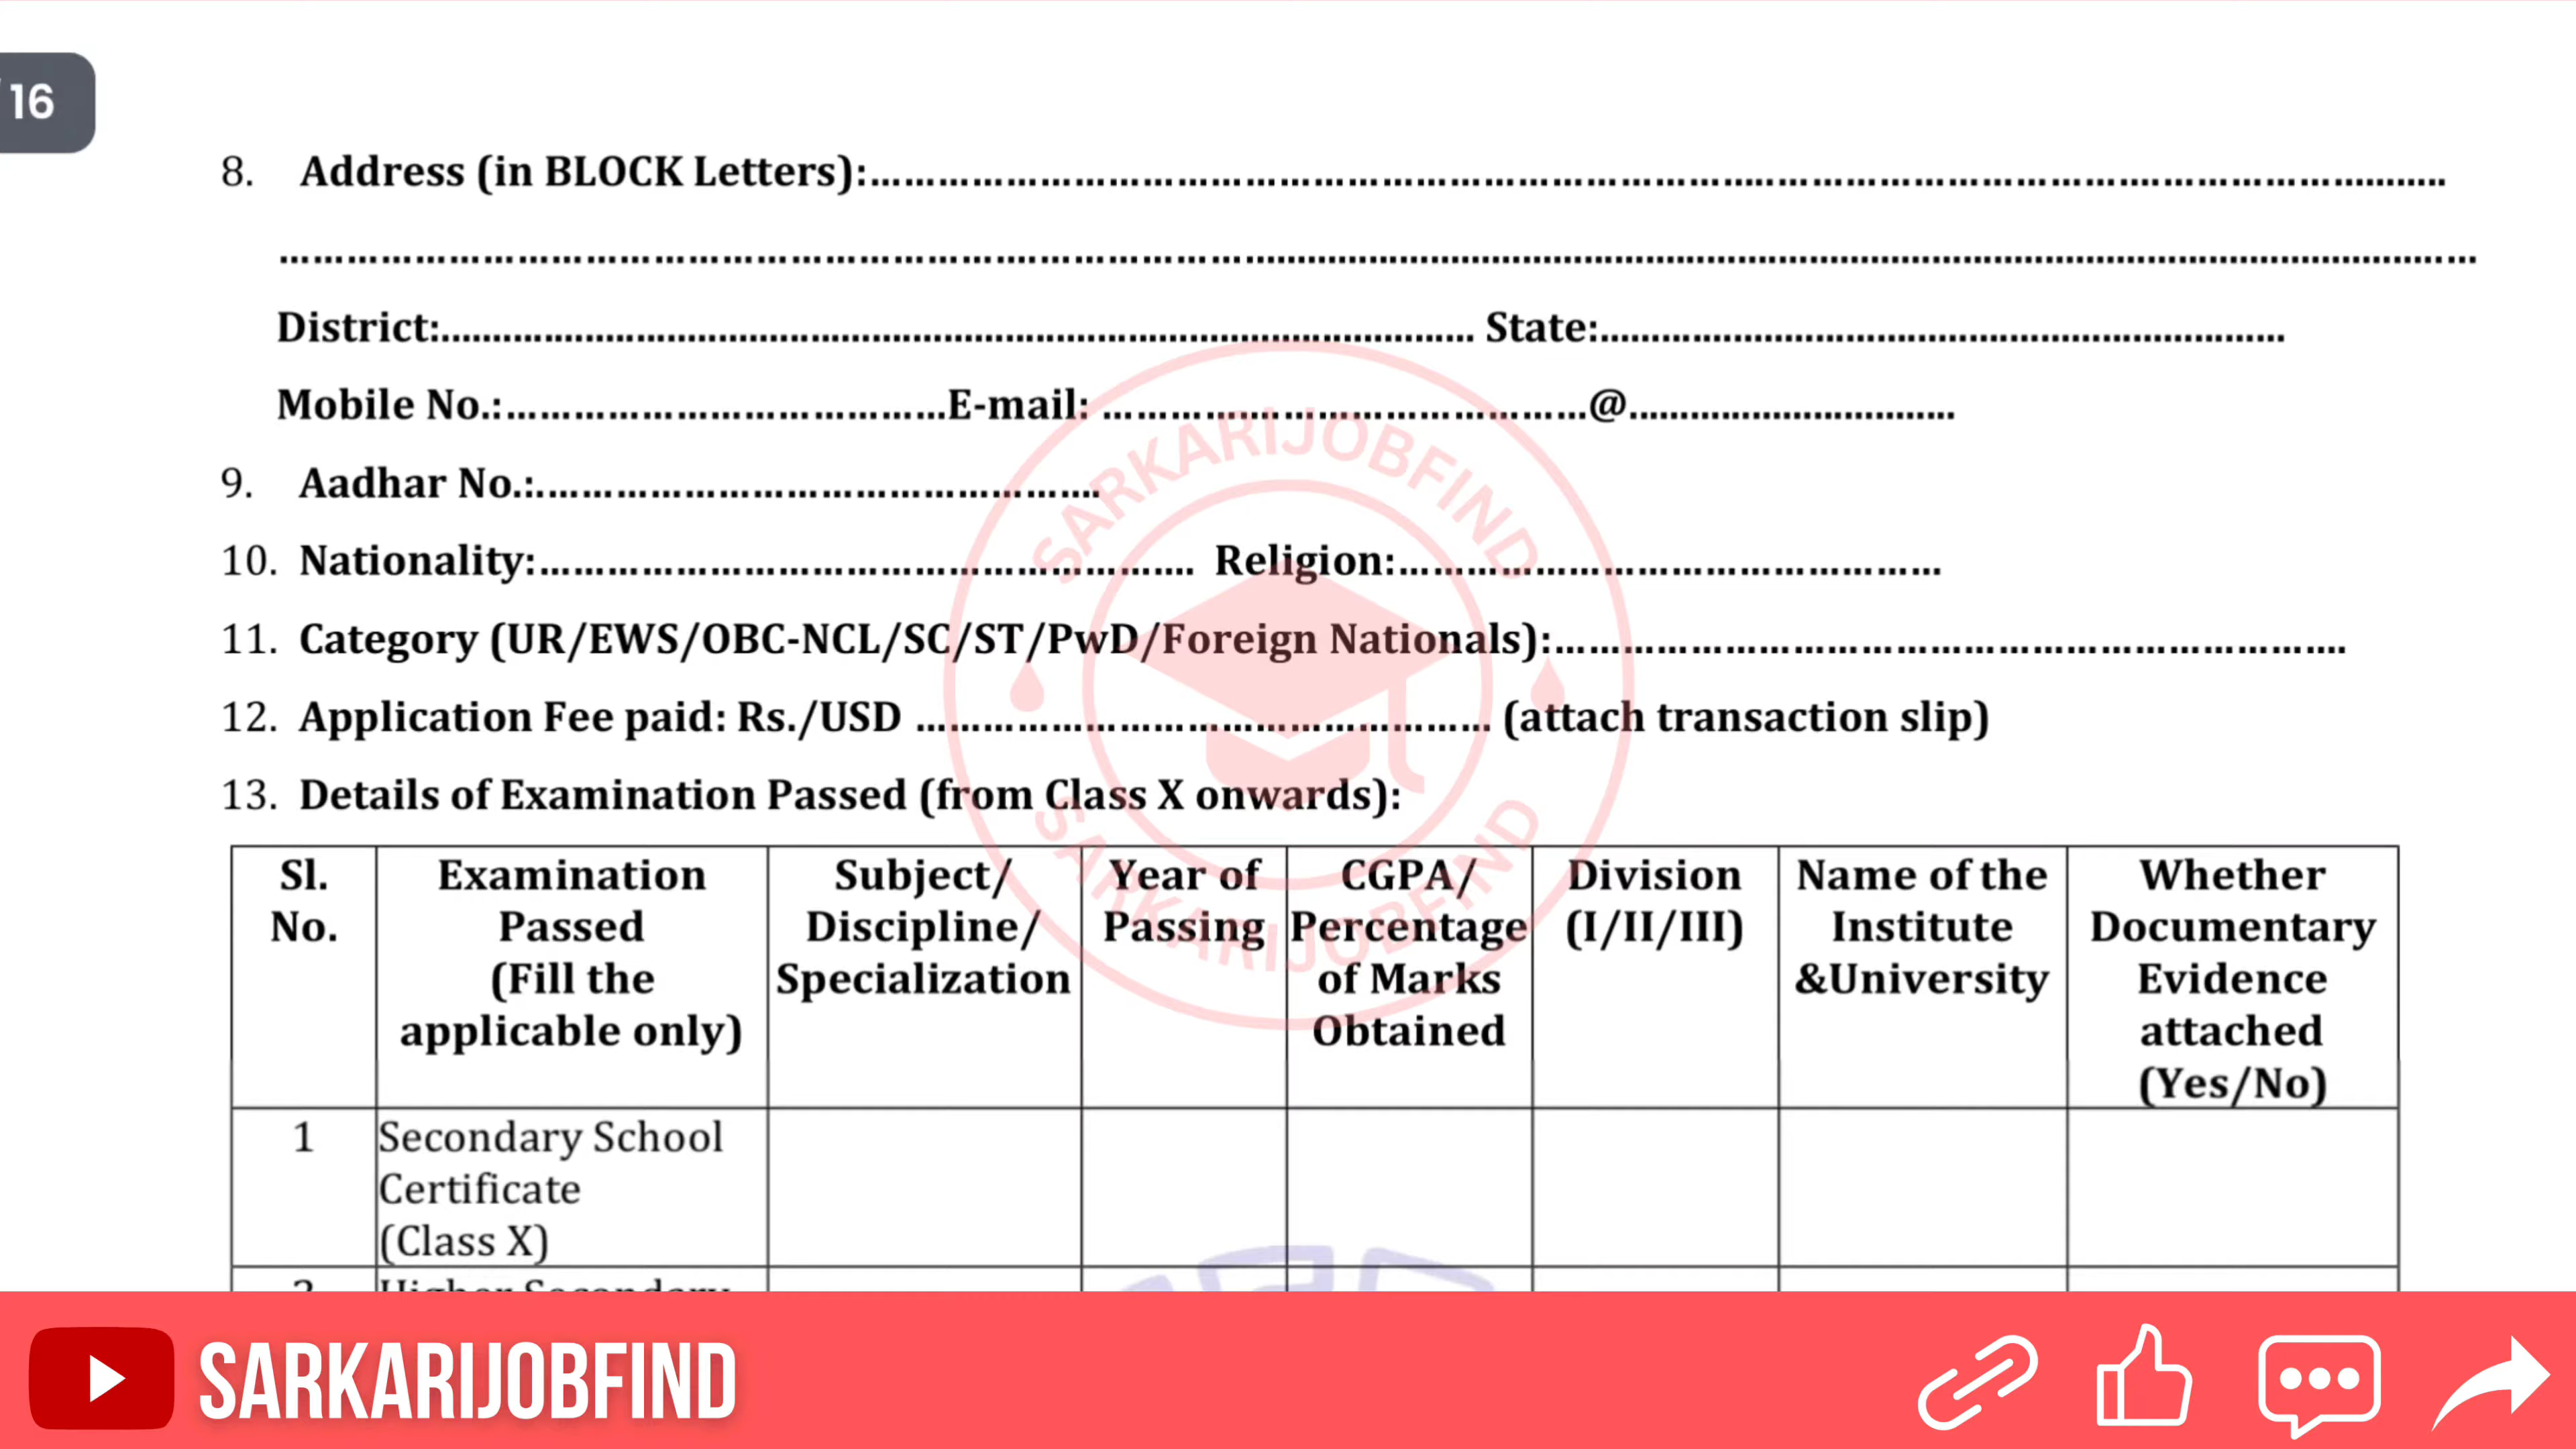 16
8. Address (in BLOCK Letters):..........................................................................................
..........................................................................................
District:.......................................................... State:..........................................
Mobile No.:..............................E-mail: ..............................@..............................
9. Aadhar No.:..............................
10. Nationality:.............................. Religion:..............................
11. Category (UR/EWS/OBC-NCL/SC/ST/PwD/Foreign Nationals):..............................
12. Application Fee paid: Rs./USD .............................. (attach transaction slip)
13. Details of Examination Passed (from Class X onwards):
Sl. No. Examination Passed (Fill the applicable only) Subject/ Discipline/ Specialization Year of Passing CGPA/ Percentage of Marks Obtained Division (I/II/III) Name of the Institute &University Whether Documentary Evidence attached (Yes/No)
1 Secondary School
Certificate
(Class X)
2 Higher Secondary
SARKARIJOBFIND
SARKARIJOBFIND
SARKARIJOBFIND